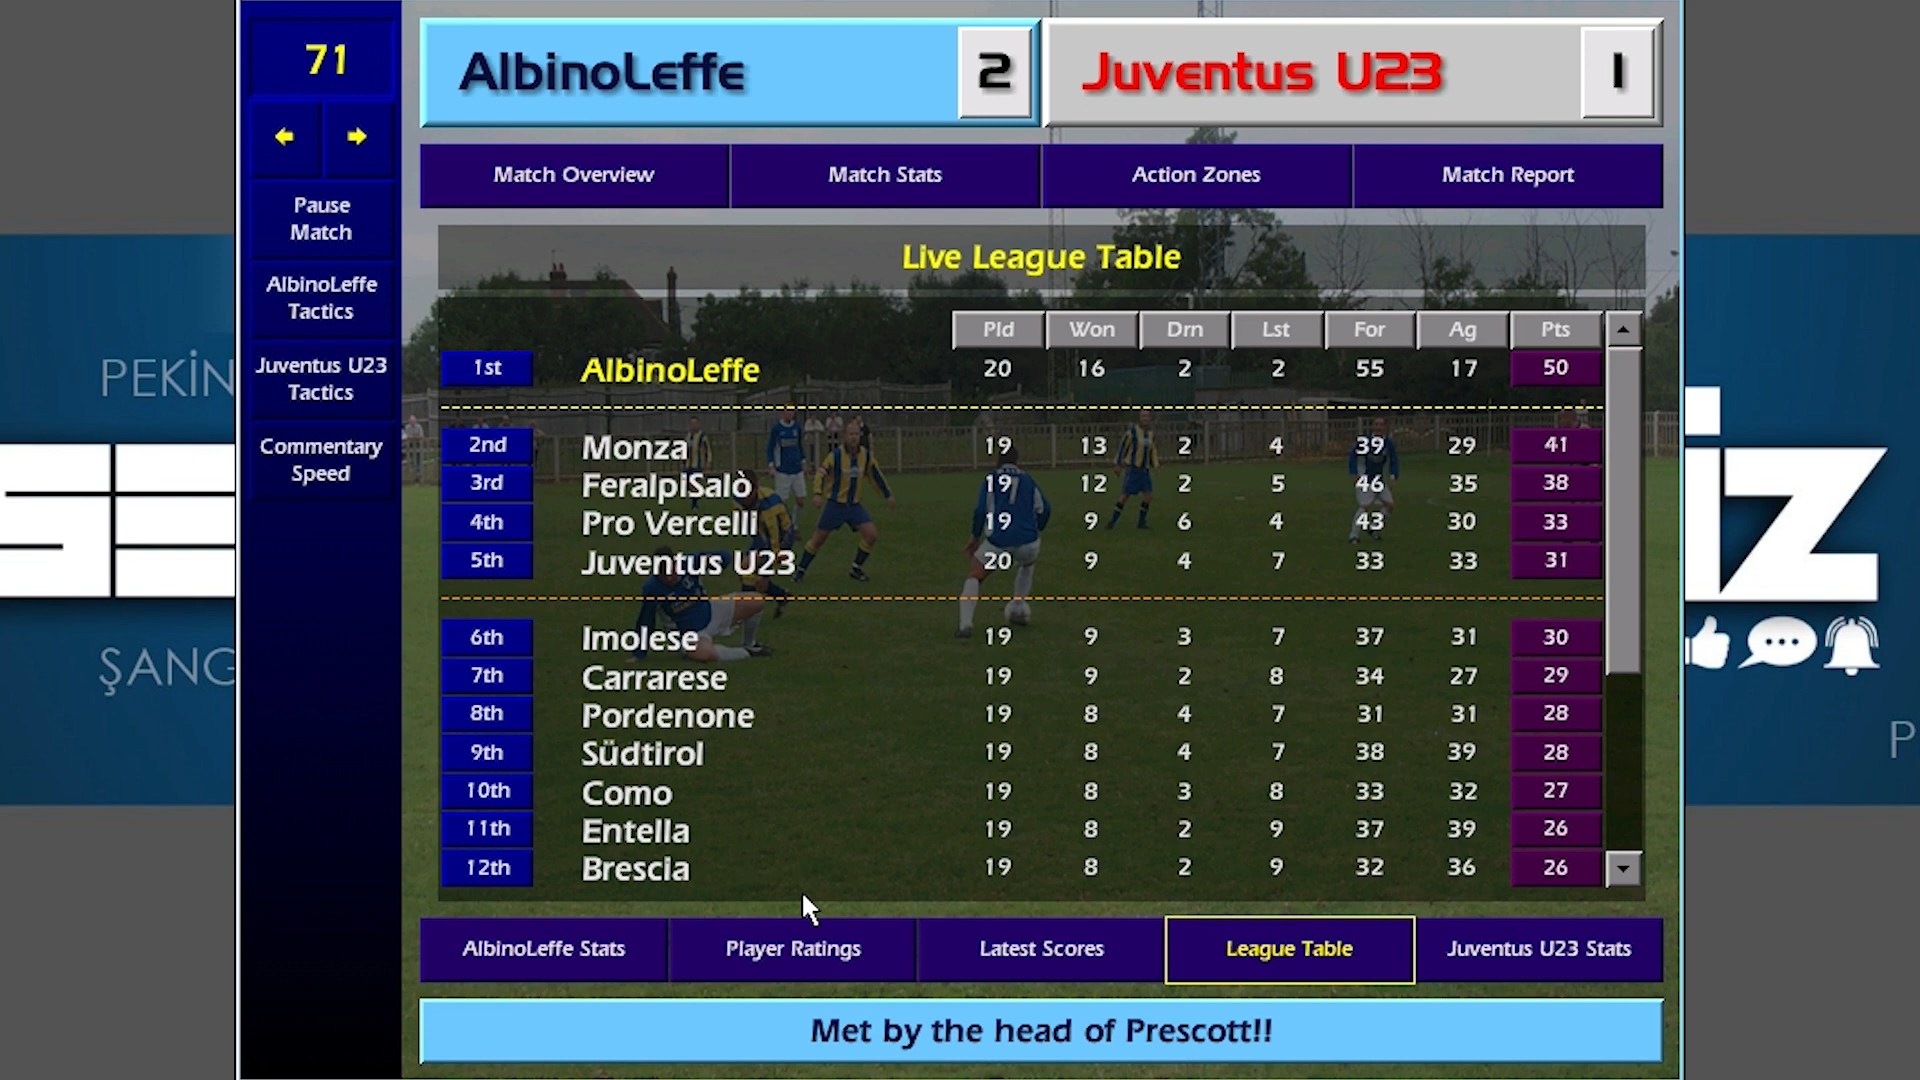 71
AlbinoLeffe 2 Juventus U23 1
Pause
Match
AlbinoLeffe
Tactics
Juventus U23
Tactics
Commentary
Speed
Match Overview Match Stats Action Zones Match Report
Live League Table
Pld Won Drn Lst For Ag Pts
1st AlbinoLeffe 20 16 2 2 55 17 50
2nd Monza 19 13 2 4 39 29 41
3rd FeralpiSalò 19 12 2 5 46 35 38
4th Pro Vercelli 19 9 6 4 43 30 33
5th Juventus U23 20 9 4 7 33 33 31
6th Imolese 19 9 3 7 37 31 30
7th Carrarese 19 9 2 8 34 27 29
8th Pordenone 19 8 4 7 31 31 28
9th Südtirol 19 8 4 7 38 39 28
10th Como 19 8 3 8 33 32 27
11th Entella 19 8 2 9 37 39 26
12th Brescia 19 8 2 9 32 36 26
AlbinoLeffe Stats Player Ratings Latest Scores League Table Juventus U23 Stats
Met by the head of Prescott!!
PEKİN
ŞANG
P